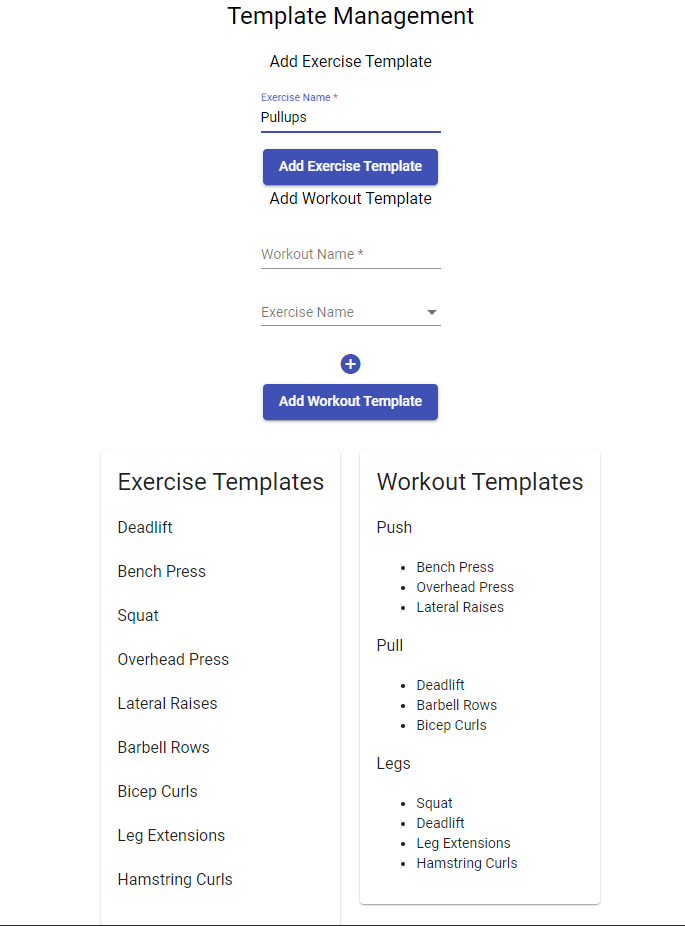 Template Management
Add Exercise Template
Exercise Name *
Pullups
Add Exercise Template
Add Workout Template
Workout Name *
Exercise Name
Add Workout Template
Exercise Templates
Deadlift
Bench Press
Squat
Overhead Press
Lateral Raises
Barbell Rows
Bicep Curls
Leg Extensions
Hamstring Curls
Workout Templates
Push
• Bench Press
• Overhead Press
• Lateral Raises
Pull
• Deadlift
• Barbell Rows
• Bicep Curls
Legs
• Squat
• Deadlift
• Leg Extensions
• Hamstring Curls